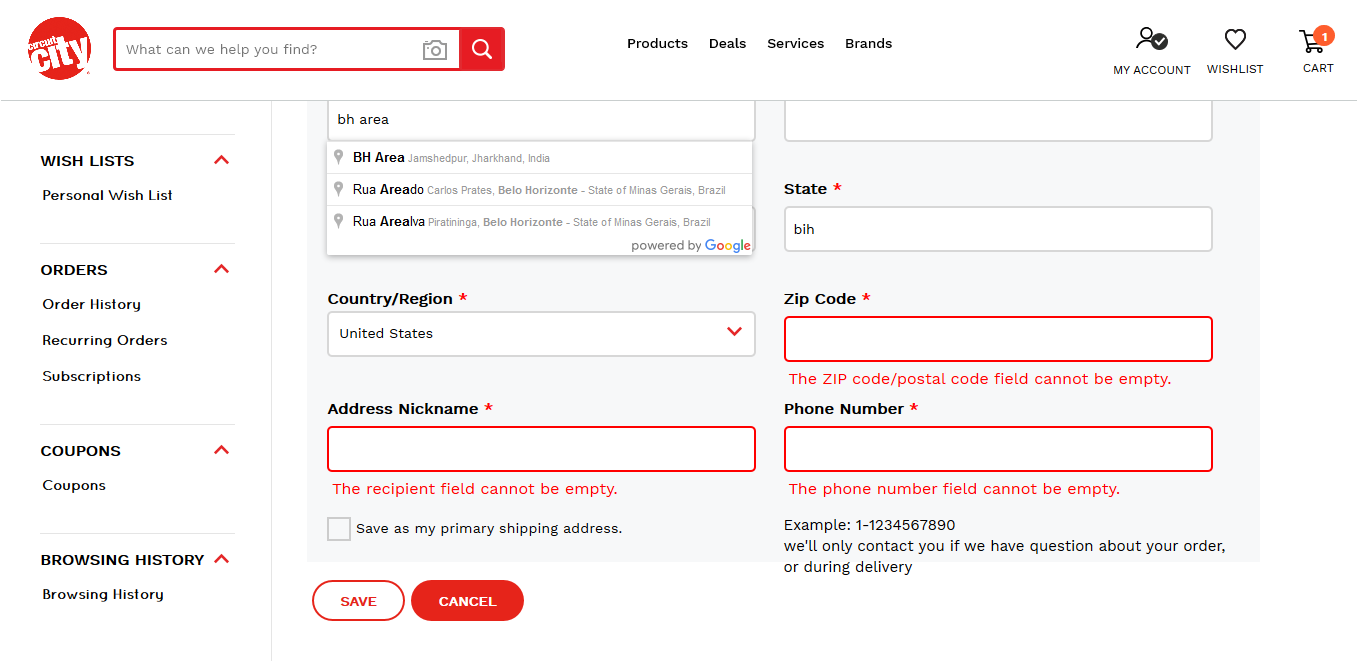 circuit
city
What can we help you find?
Products
Deals
Services
Brands
MY ACCOUNT
WISHLIST
1
CART
WISH LISTS
Personal Wish List
ORDERS
Order History
Recurring Orders
Subscriptions
COUPONS
Coupons
BROWSING HISTORY
Browsing History
bh area
BH Area Jamshedpur, Jharkhand, India
Rua Areado Carlos Prates, Belo Horizonte - State of Minas Gerais, Brazil
Rua Arealva Piratininga, Belo Horizonte - State of Minas Gerais, Brazil
powered by Google
State *
bih
Country/Region *
United States
Zip Code *
The ZIP code/postal code field cannot be empty.
Address Nickname *
The recipient field cannot be empty.
Phone Number *
The phone number field cannot be empty.
Save as my primary shipping address.
Example: 1-1234567890
we'll only contact you if we have question about your order,
or during delivery
SAVE
CANCEL